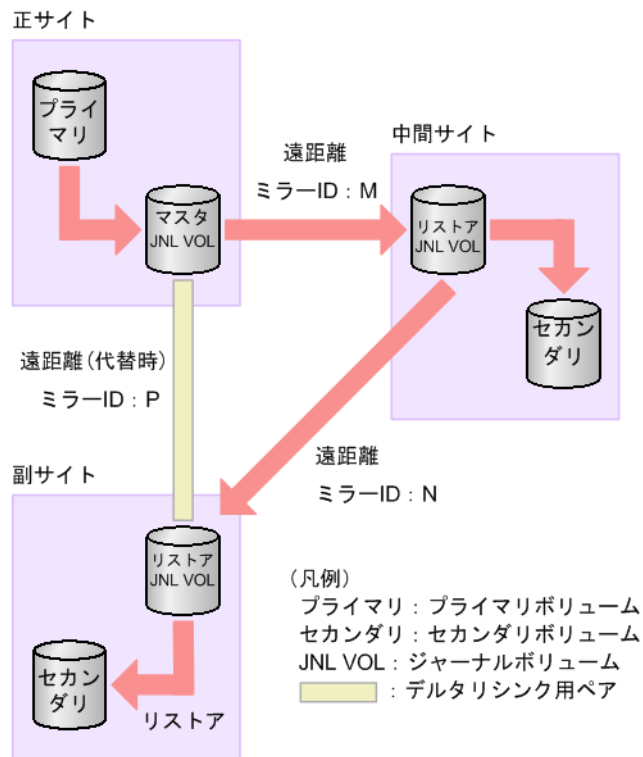 正サイト
プライ
マリ
マスタ
JNL VOL
遠距離
ミラーID：M
中間サイト
リストア
JNL VOL
セカン
ダリ
遠距離(代替時)
ミラーID：P
遠距離
ミラーID：N
副サイト
リストア
JNL VOL
セカン
ダリ
リストア
（凡例）
プライマリ：プライマリボリューム
セカンダリ：セカンダリボリューム
JNL VOL：ジャーナルボリューム
：デルタリシンク用ペア